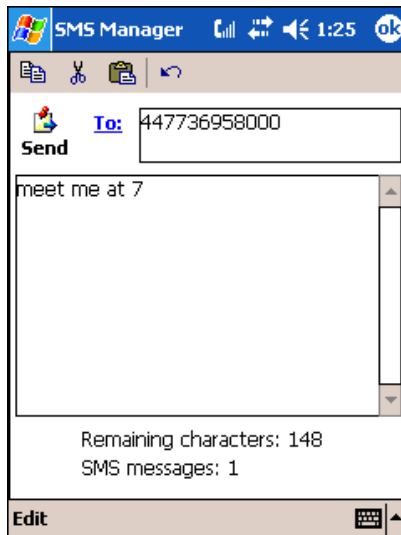 SMS Manager 1:25 ok
Send To: 447736958000
meet me at 7
Remaining characters: 148
SMS messages: 1
Edit